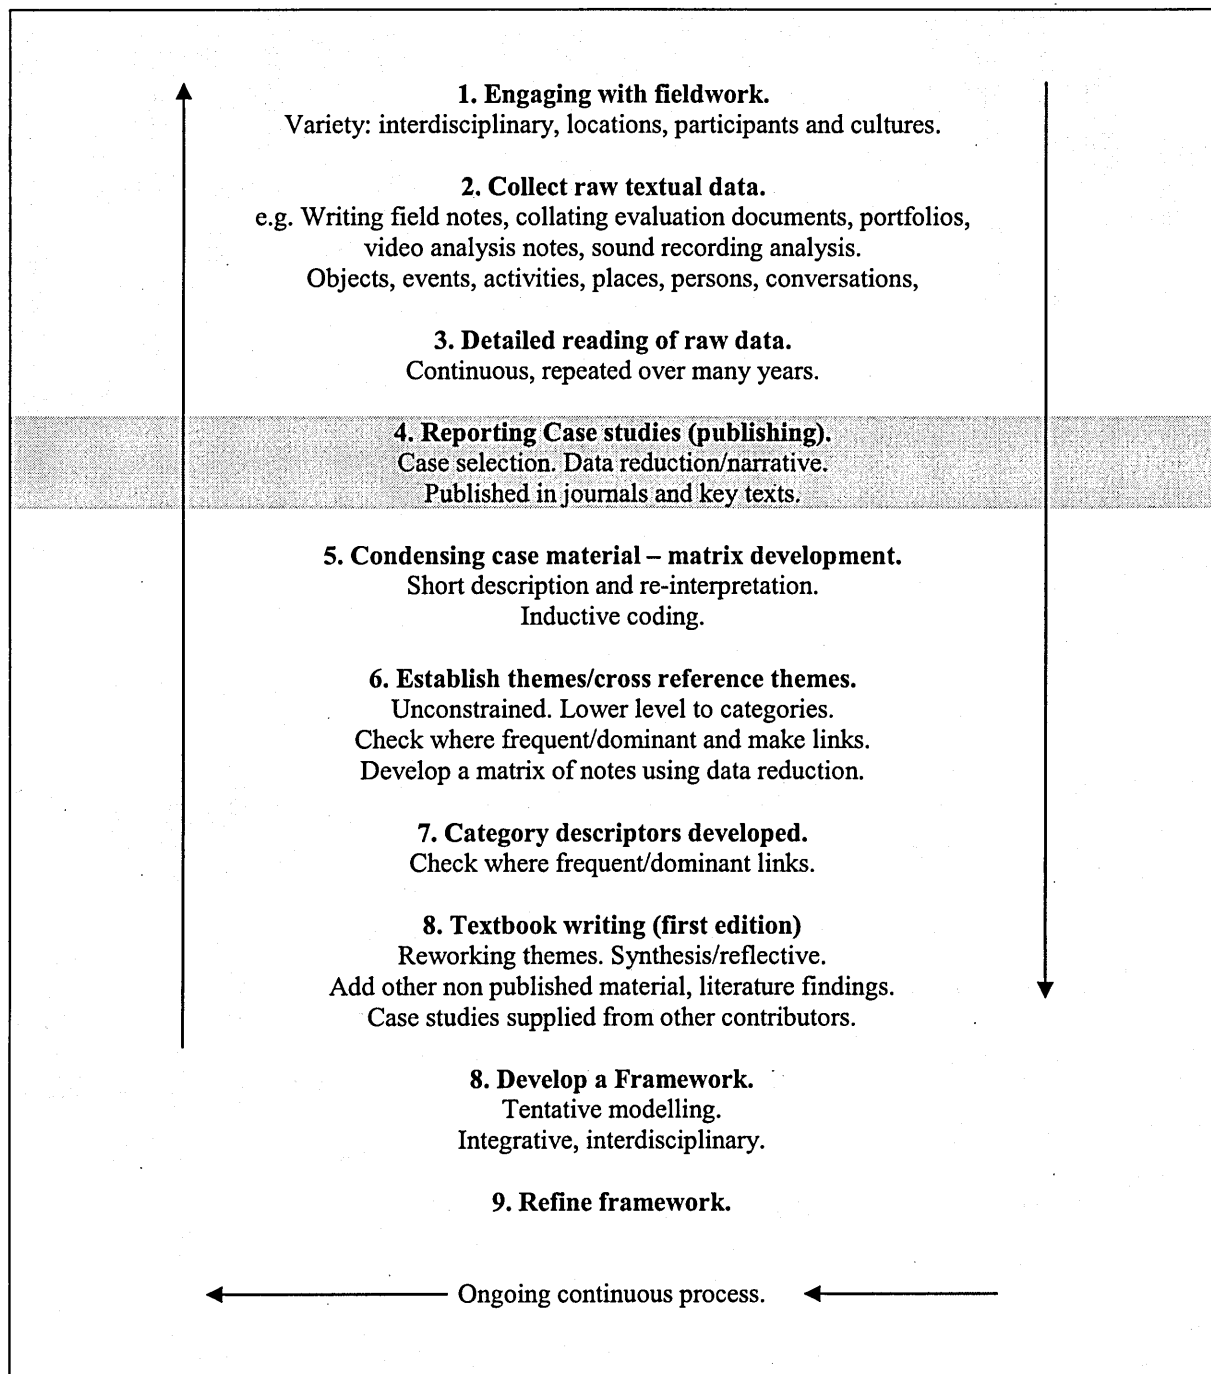 1. Engaging with fieldwork.
Variety: interdisciplinary, locations, participants and cultures.
2. Collect raw textual data.
e.g. Writing field notes, collating evaluation documents, portfolios,
video analysis notes, sound recording analysis.
Objects, events, activities, places, persons, conversations,
3. Detailed reading of raw data.
Continuous, repeated over many years.
4. Reporting Case studies (publishing).
Case selection. Data reduction/narrative.
Published in journals and key texts.
5. Condensing case material – matrix development.
Short description and re-interpretation.
Inductive coding.
6. Establish themes/cross reference themes.
Unconstrained. Lower level to categories.
Check where frequent/dominant and make links.
Develop a matrix of notes using data reduction.
7. Category descriptors developed.
Check where frequent/dominant links.
8. Textbook writing (first edition)
Reworking themes. Synthesis/reflective.
Add other non published material, literature findings.
Case studies supplied from other contributors.
8. Develop a Framework.
Tentative modelling.
Integrative, interdisciplinary.
9. Refine framework.
Ongoing continuous process.